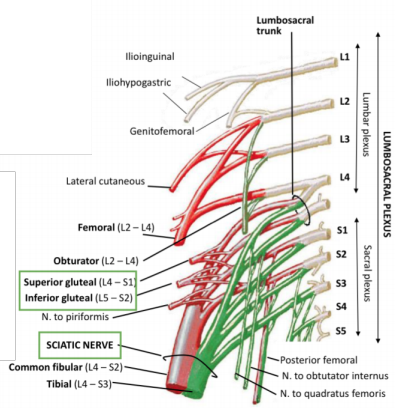 Lumbosacral
trunk
Ilioinguinal
Iliohypogastric
Genitofemoral
L1
L2
L3
L4
Lumbar plexus
LUMBOSACRAL PLEXUS
Lateral cutaneous
Femoral (L2 – L4)
Obturator (L2 – L4)
Superior gluteal (L4 – S1)
Inferior gluteal (L5 – S2)
N. to piriformis
S1
S2
S3
S4
S5
Sacral plexus
SCIATIC NERVE
Common fibular (L4 – S2)
Tibial (L4 – S3)
Posterior femoral
N. to obtutator internus
N. to quadratus femoris